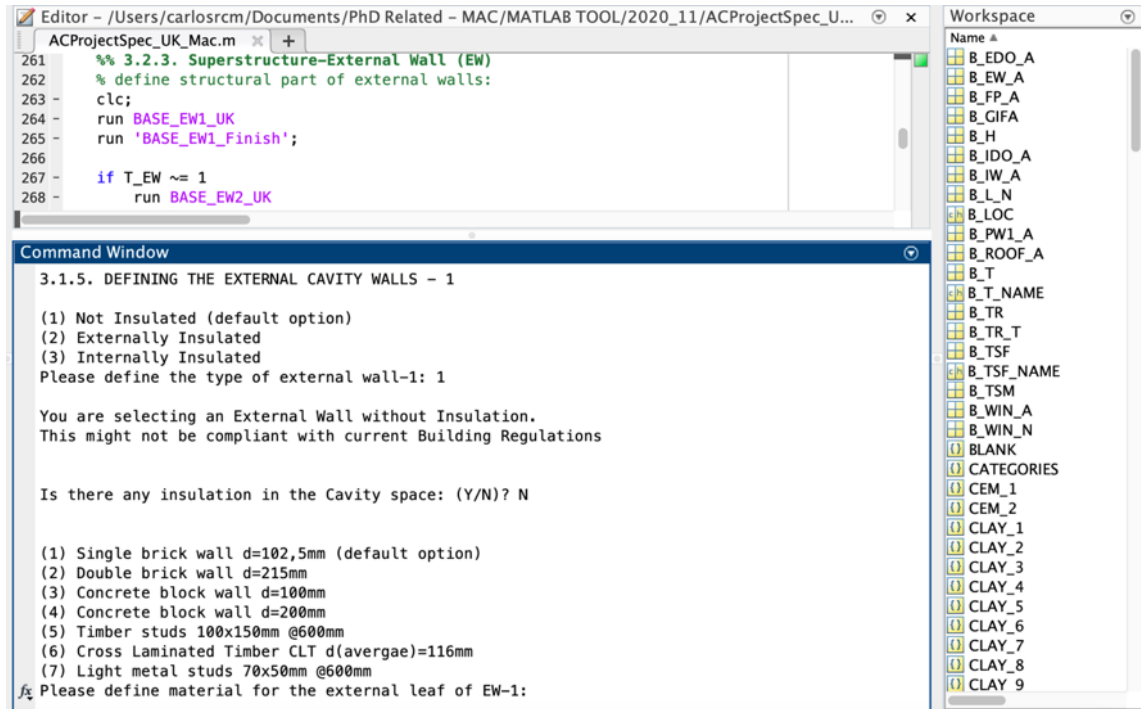 Editor – /Users/carlosrcm/Documents/PhD Related – MAC/MATLAB TOOL/2020_11/ACProjectSpec_U...
ACProjectSpec_UK_Mac.m × +
261 %% 3.2.3. Superstructure–External Wall (EW)
262 % define structural part of external walls:
263 – clc;
264 – run BASE_EW1_UK
265 – run 'BASE_EW1_Finish';
266
267 – if T_EW ~= 1
268 – run BASE_EW2_UK
Command Window
3.1.5. DEFINING THE EXTERNAL CAVITY WALLS – 1
(1) Not Insulated (default option)
(2) Externally Insulated
(3) Internally Insulated
Please define the type of external wall–1: 1
You are selecting an External Wall without Insulation.
This might not be compliant with current Building Regulations
Is there any insulation in the Cavity space: (Y/N)? N
(1) Single brick wall d=102,5mm (default option)
(2) Double brick wall d=215mm
(3) Concrete block wall d=100mm
(4) Concrete block wall d=200mm
(5) Timber studs 100x150mm @600mm
(6) Cross Laminated Timber CLT d(avergae)=116mm
(7) Light metal studs 70x50mm @600mm
fx Please define material for the external leaf of EW–1:
Workspace
Name
B_EDO_A
B_EW_A
B_FP_A
B_GIFA
B_H
B_IDO_A
B_IW_A
B_L_N
B_LOC
B_PW1_A
B_ROOF_A
B_T
B_T_NAME
B_TR
B_TR_T
B_TSF
B_TSF_NAME
B_TSM
B_WIN_A
B_WIN_N
BLANK
CATEGORIES
CEM_1
CEM_2
CLAY_1
CLAY_2
CLAY_3
CLAY_4
CLAY_5
CLAY_6
CLAY_7
CLAY_8
CLAY_9